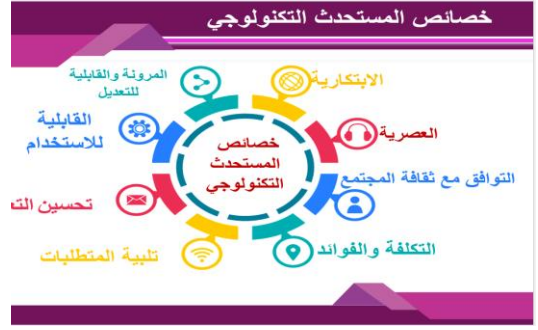 خصائص المستحدث التكنولوجي
الابتكارية
العصرية
التوافق مع ثقافة المجتمع
التكلفة والفوائد
تلبية المتطلبات
تحسين
القابلية
للاستخدام
المرونة والقابلية
للتعديل
خصائص
المستحدث
التكنولوجي